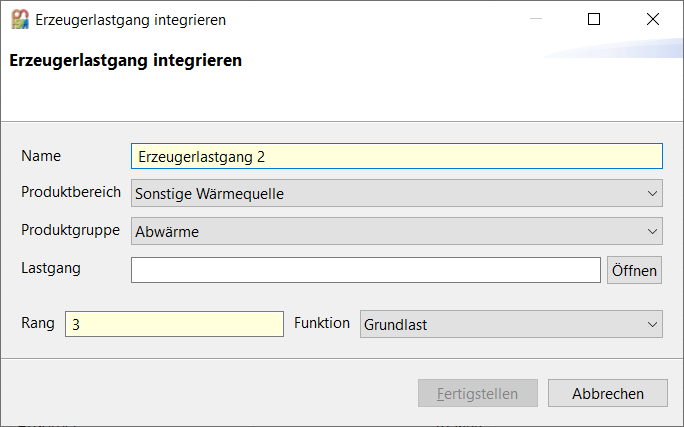 Erzeugerlastgang integrieren
Erzeugerlastgang integrieren
Name Erzeugerlastgang 2
Produktbereich Sonstige Wärmequelle
Produktgruppe Abwärme
Lastgang Öffnen
Rang 3 Funktion Grundlast
Fertigstellen Abbrechen